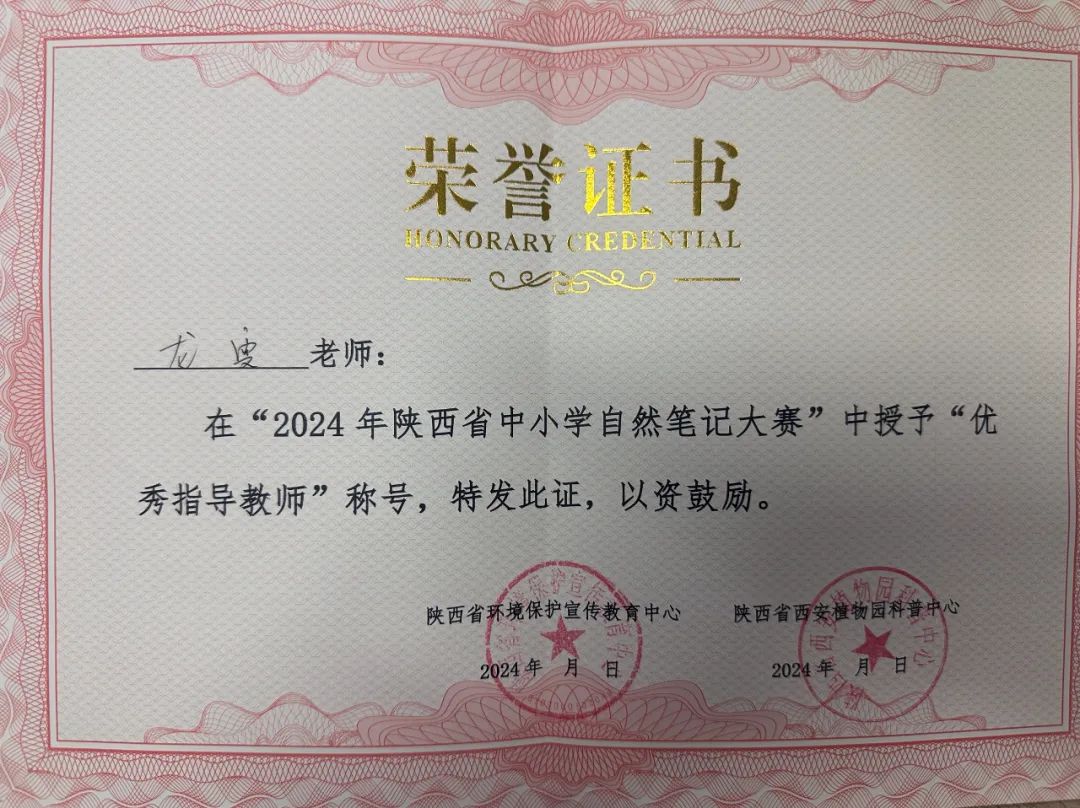 荣誉证书
HONORARY CREDENTIAL
龙 老师：
在“2024年陕西省中小学自然笔记大赛”中授予“优
秀指导教师”称号，特发此证，以资鼓励。
陕西省环境保护宣传教育中心
陕西省西安植物园科普中心
2024年 月 日
2024年 月 日